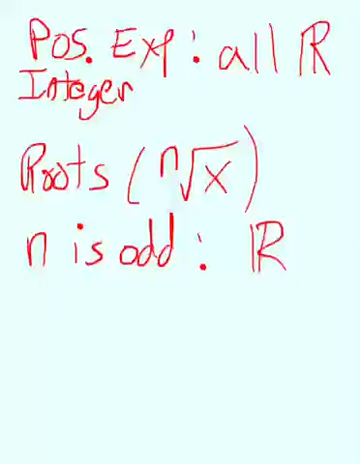 Pos. Exp : all ℝ
Integer
Roots (ⁿ√x)
n is odd : ℝ